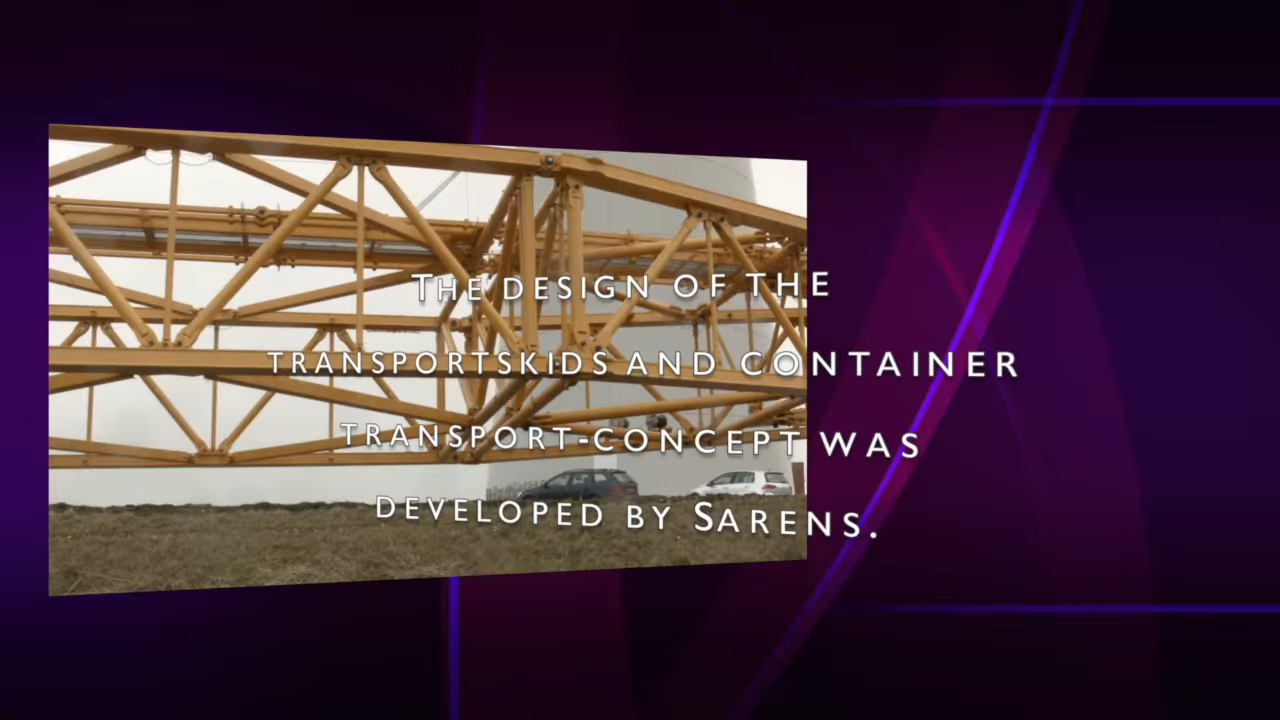 The design of the
transportskids and container
transport-concept was
developed by Sarens.